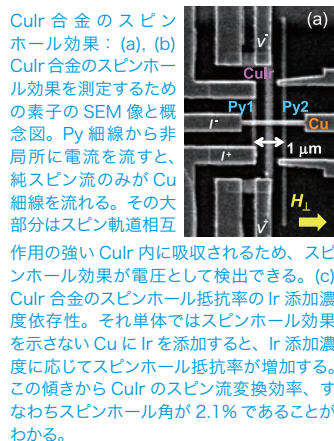 CuIr 合金のスピン
ホール効果：(a), (b)
CuIr 合金のスピンホー
ル効果を測定するため
の素子の SEM 像と概
念図。Py 細線から非
局所に電流を流すと、
純スピン流のみが Cu
細線を流れる。その大
部分はスピン軌道相互
作用の強い CuIr 内に吸収されるため、スピ
ンホール効果が電圧として検出できる。(c)
CuIr 合金のスピンホール抵抗率の Ir 添加濃
度依存性。それ単体ではスピンホール効果
を示さない Cu に Ir を添加すると、Ir 添加濃
度に応じてスピンホール抵抗率が増加する。
この傾きから CuIr のスピン流変換効率、す
なわちスピンホール角が 2.1% であることが
わかる。
(a)
V⁻
CuIr
Py1
Py2
I⁻
Cu
I⁺
1 μm
H⊥
V⁺